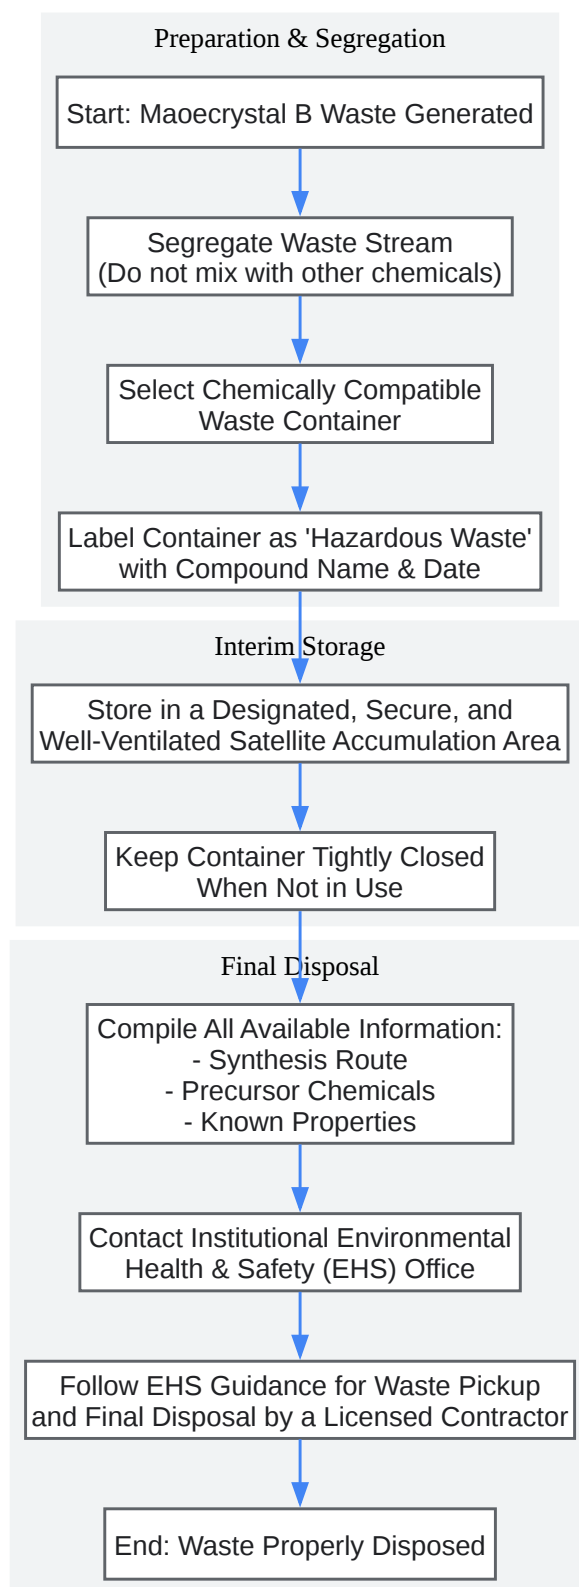 Preparation & Segregation
Start: Maoecrystal B Waste Generated
Segregate Waste Stream
(Do not mix with other chemicals)
Select Chemically Compatible
Waste Container
Label Container as 'Hazardous Waste'
with Compound Name & Date
Interim Storage
Store in a Designated, Secure, and
Well-Ventilated Satellite Accumulation Area
Keep Container Tightly Closed
When Not in Use
Final Disposal
Compile All Available Information:
- Synthesis Route
- Precursor Chemicals
- Known Properties
Contact Institutional Environmental
Health & Safety (EHS) Office
Follow EHS Guidance for Waste Pickup
and Final Disposal by a Licensed Contractor
End: Waste Properly Disposed